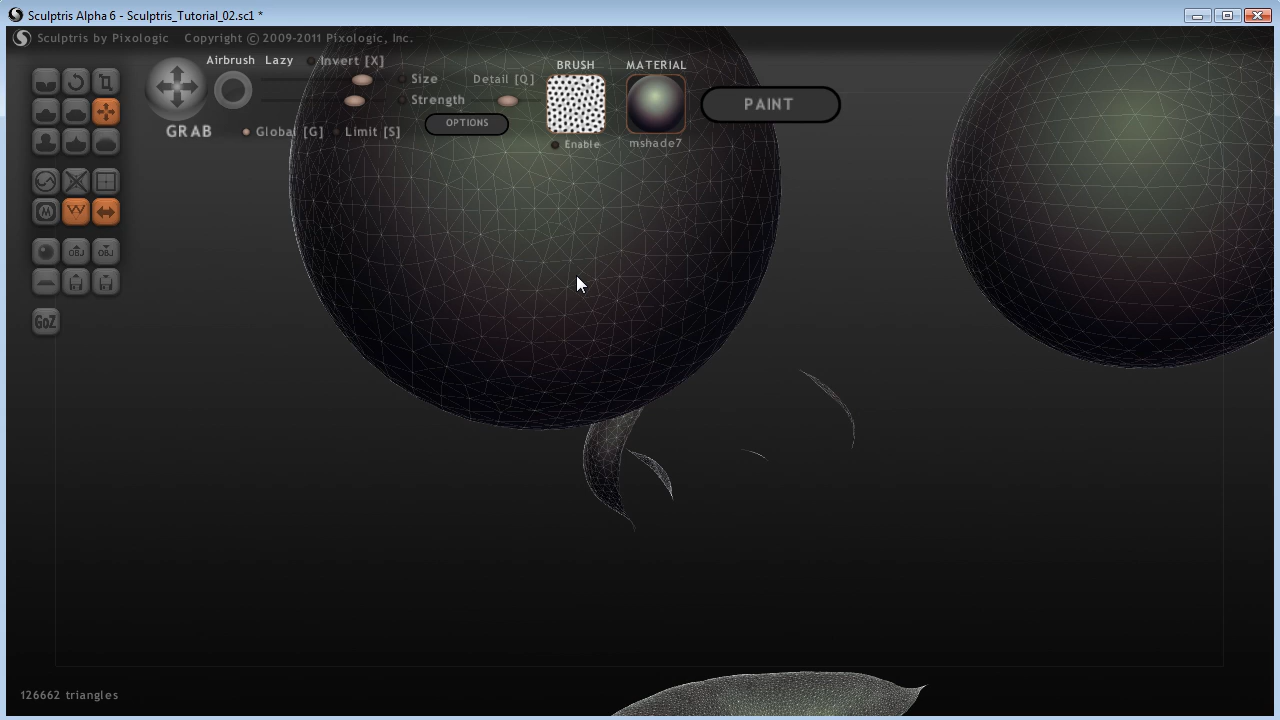 Sculptris Alpha 6 - Sculptris_Tutorial_02.sc1 *
Sculptris by Pixologic Copyright © 2009-2011 Pixologic, Inc.
Airbrush Lazy Invert [X]
Size Detail [Q]
Strength
OPTIONS
GRAB
Global [G] Limit [S]
BRUSH
Enable
MATERIAL
mshade7
PAINT
M
OBJ OBJ
GoZ
126662 triangles